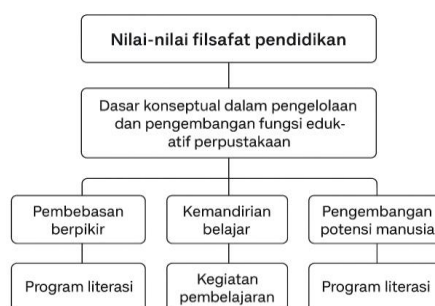 Nilai-nilai filsafat pendidikan
Dasar konseptual dalam pengelolaan
dan pengembangan fungsi eduk-
atif perpustakaan
Pembebasan
berpikir
Kemandirian
belajar
Pengembangan
potensi manusia
Program literasi
Kegiatan
pembelajaran
Program literasi